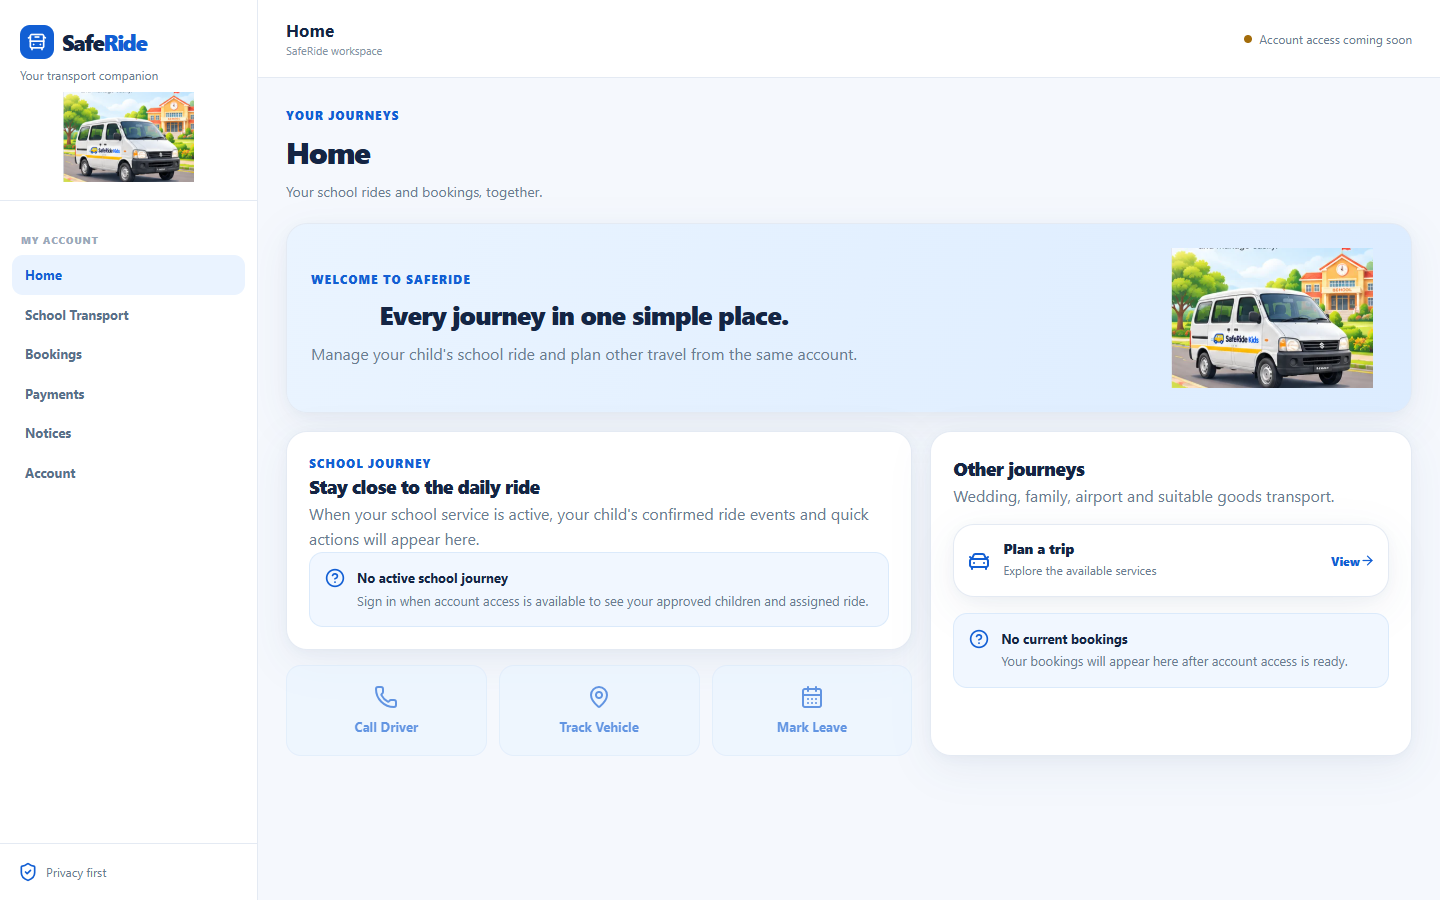 SafeRide
Your transport companion
SafeRide Kids
MY ACCOUNT
Home
School Transport
Bookings
Payments
Notices
Account
Privacy first
Home
SafeRide workspace
Account access coming soon
YOUR JOURNEYS
Home
Your school rides and bookings, together.
WELCOME TO SAFERIDE
Every journey in one simple place.
Manage your child's school ride and plan other travel from the same account.
SCHOOL
SafeRide Kids
SCHOOL JOURNEY
Stay close to the daily ride
When your school service is active, your child's confirmed ride events and quick
actions will appear here.
No active school journey
Sign in when account access is available to see your approved children and assigned ride.
Call Driver
Track Vehicle
Mark Leave
Other journeys
Wedding, family, airport and suitable goods transport.
Plan a trip
Explore the available services
View
No current bookings
Your bookings will appear here after account access is ready.